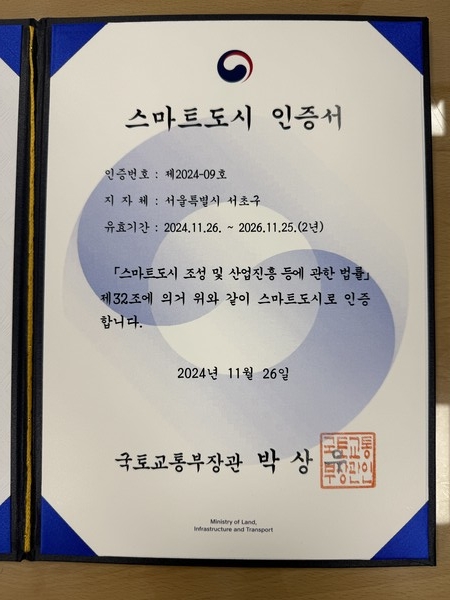 스마트도시 인증서
인증번호 : 제2024-09호
지 자 체 : 서울특별시 서초구
유효기간 : 2024.11.26. ~ 2026.11.25.(2년)
「스마트도시 조성 및 산업진흥 등에 관한 법률」
제32조에 의거 위와 같이 스마트도시로 인증
합니다.
2024년 11월 26일
국토교통부장관 박 상 우
국토교통
부장관인
Ministry of Land,
Infrastructure and Transport